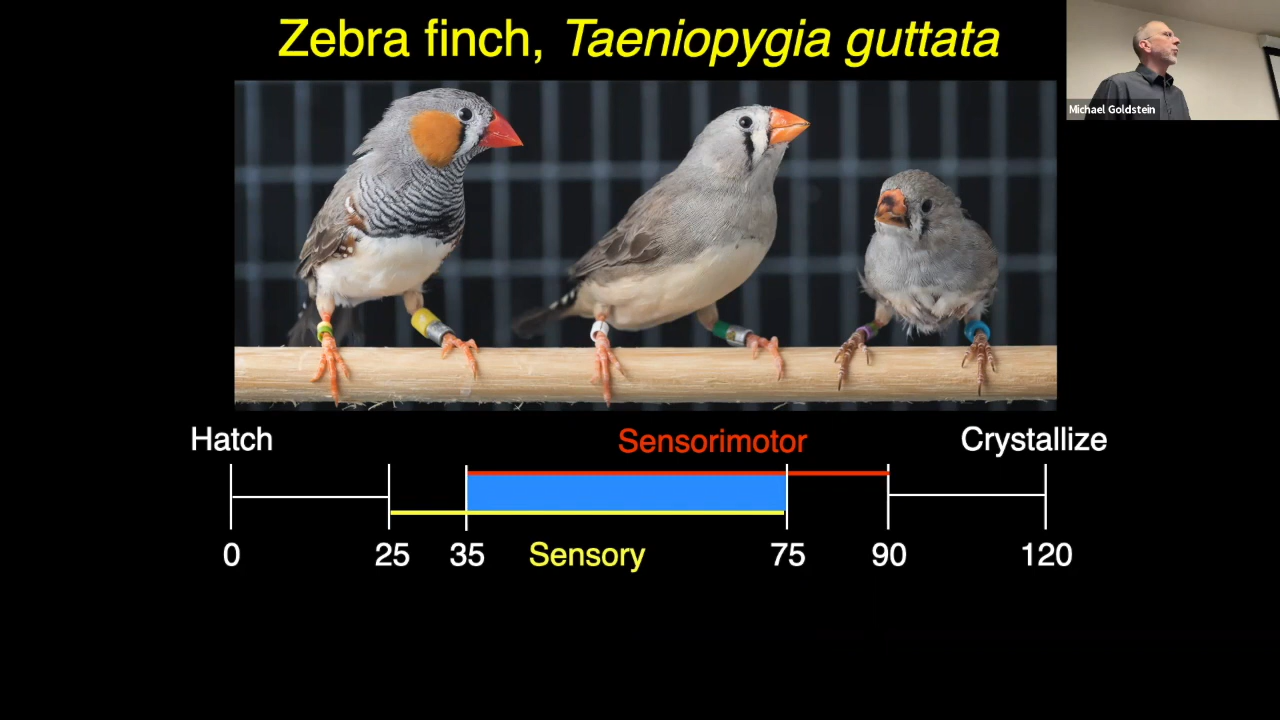 Zebra finch, Taeniopygia guttata
Michael Goldstein
Hatch
Sensorimotor
Crystallize
0
25
35
Sensory
75
90
120